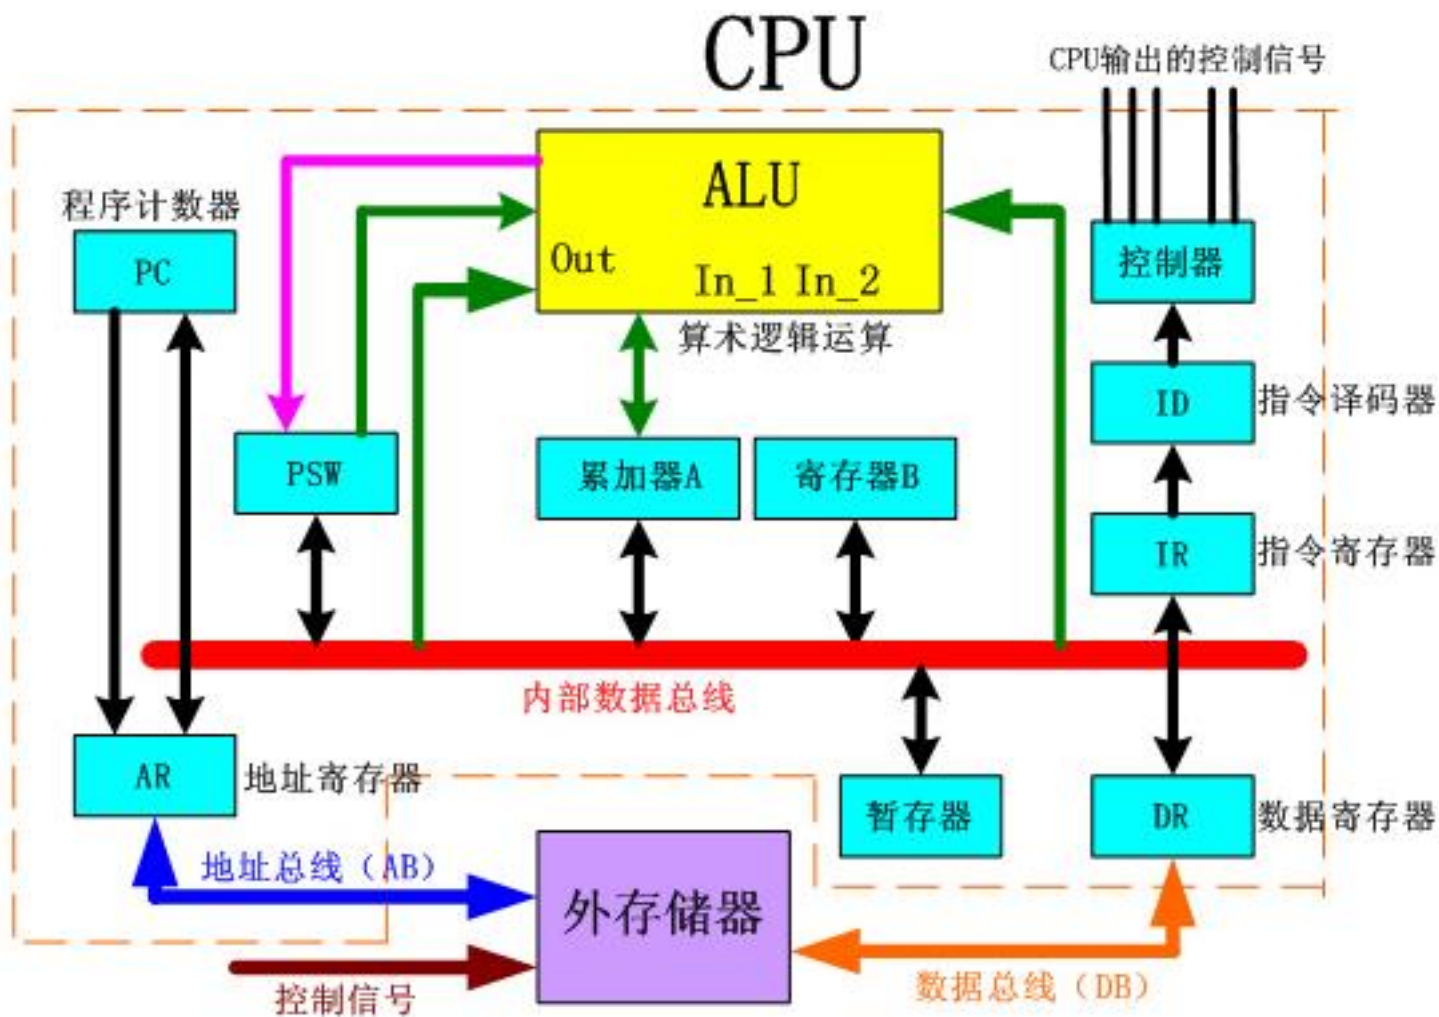 CPU
CPU输出的控制信号
ALU
程序计数器
PC
Out
In_1 In_2
控制器
算术逻辑运算
ID
指令译码器
PSW
累加器A
寄存器B
IR
指令寄存器
内部数据总线
AR
地址寄存器
暂存器
DR
数据寄存器
地址总线（AB）
外存储器
控制信号
数据总线（DB）